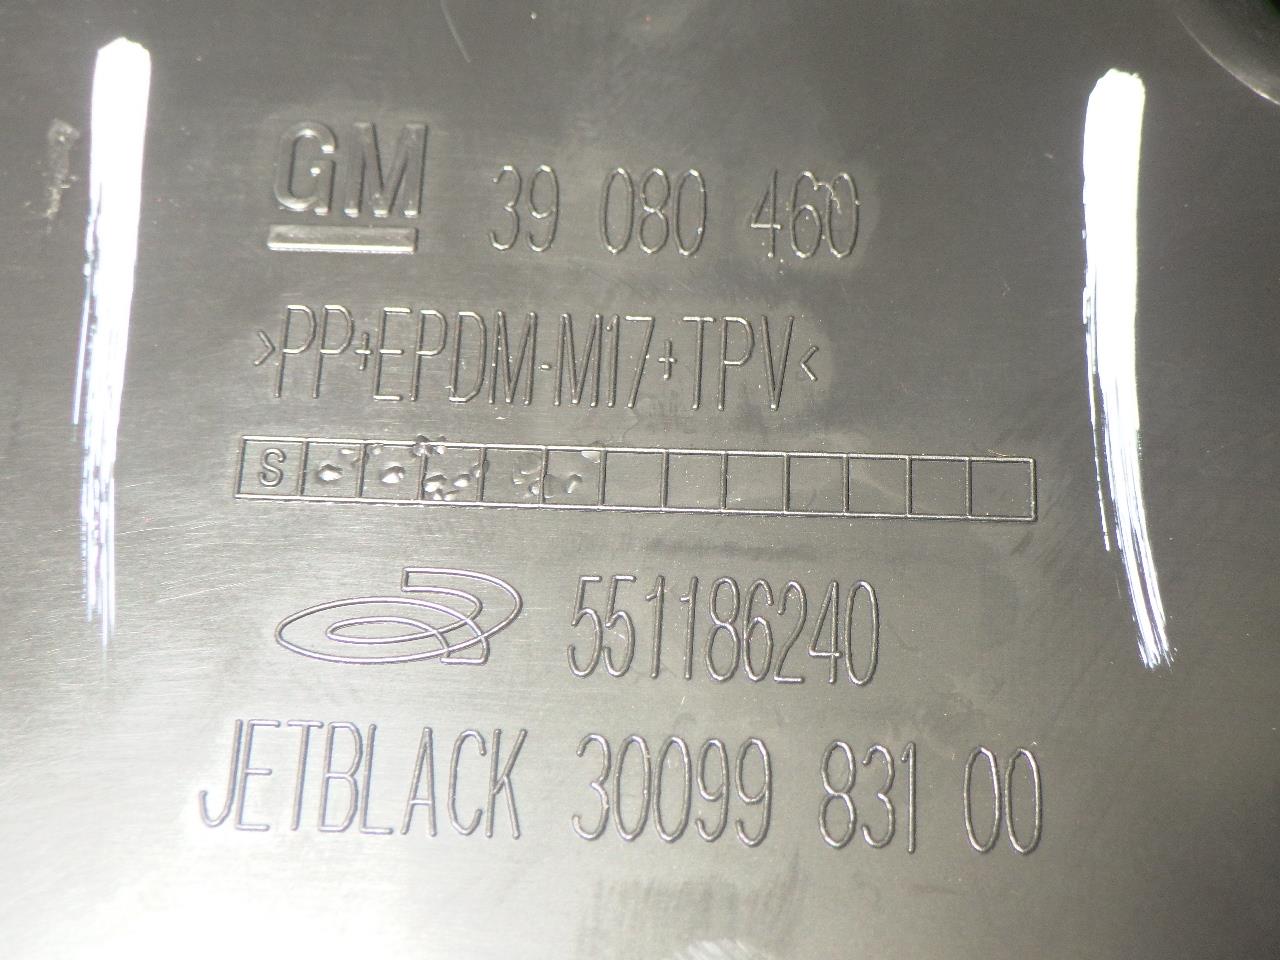 GM 39 080 460
>PP+EPDM-M17+TPV<
S
551186240
JETBLACK 30099 831 00